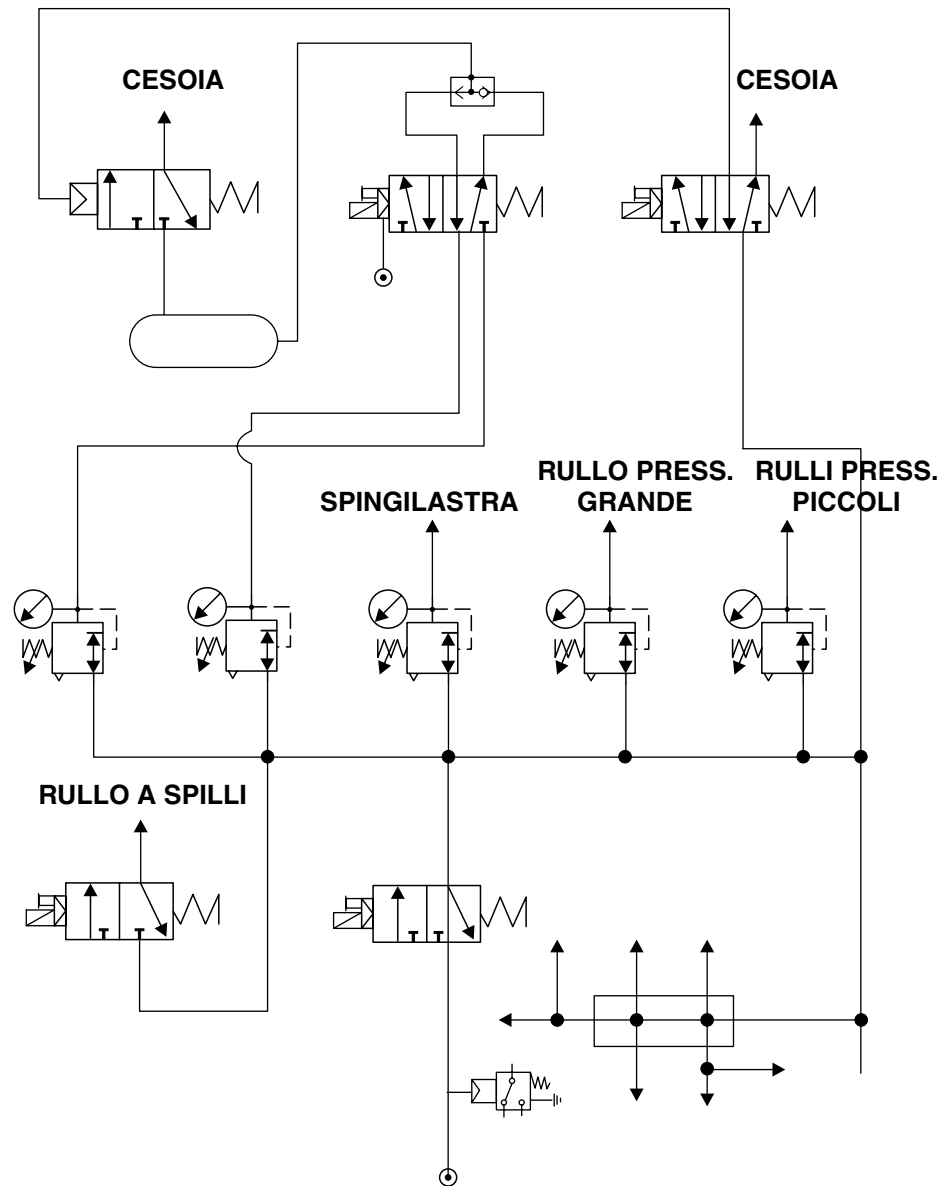 CESOIA
CESOIA
SPINGILASTRA
RULLO PRESS.
GRANDE
RULLI PRESS.
PICCOLI
RULLO A SPILLI